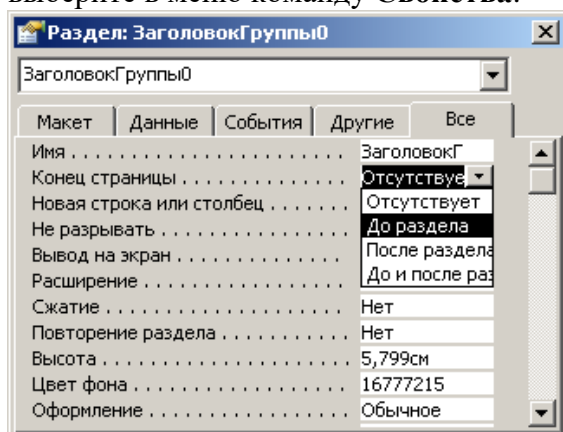 выберите в меню команду Свойства.
Раздел: ЗаголовокГруппы0
ЗаголовокГруппы0
Макет Данные События Другие Все
Имя . . . . . . . . . . . . . . . . . . . . . . . ЗаголовокГ
Конец страницы . . . . . . . . . . . . . Отсутствуе
Новая строка или столбец . . . . . . . Отсутствует
Не разрывать . . . . . . . . . . . . . . . До раздела
Вывод на экран . . . . . . . . . . . . . . После раздела
Расширение . . . . . . . . . . . . . . . . До и после раз
Сжатие . . . . . . . . . . . . . . . . . . . . Нет
Повторение раздела . . . . . . . . . . Нет
Высота . . . . . . . . . . . . . . . . . . . . 5,799см
Цвет фона . . . . . . . . . . . . . . . . . 16777215
Оформление . . . . . . . . . . . . . . . . Обычное